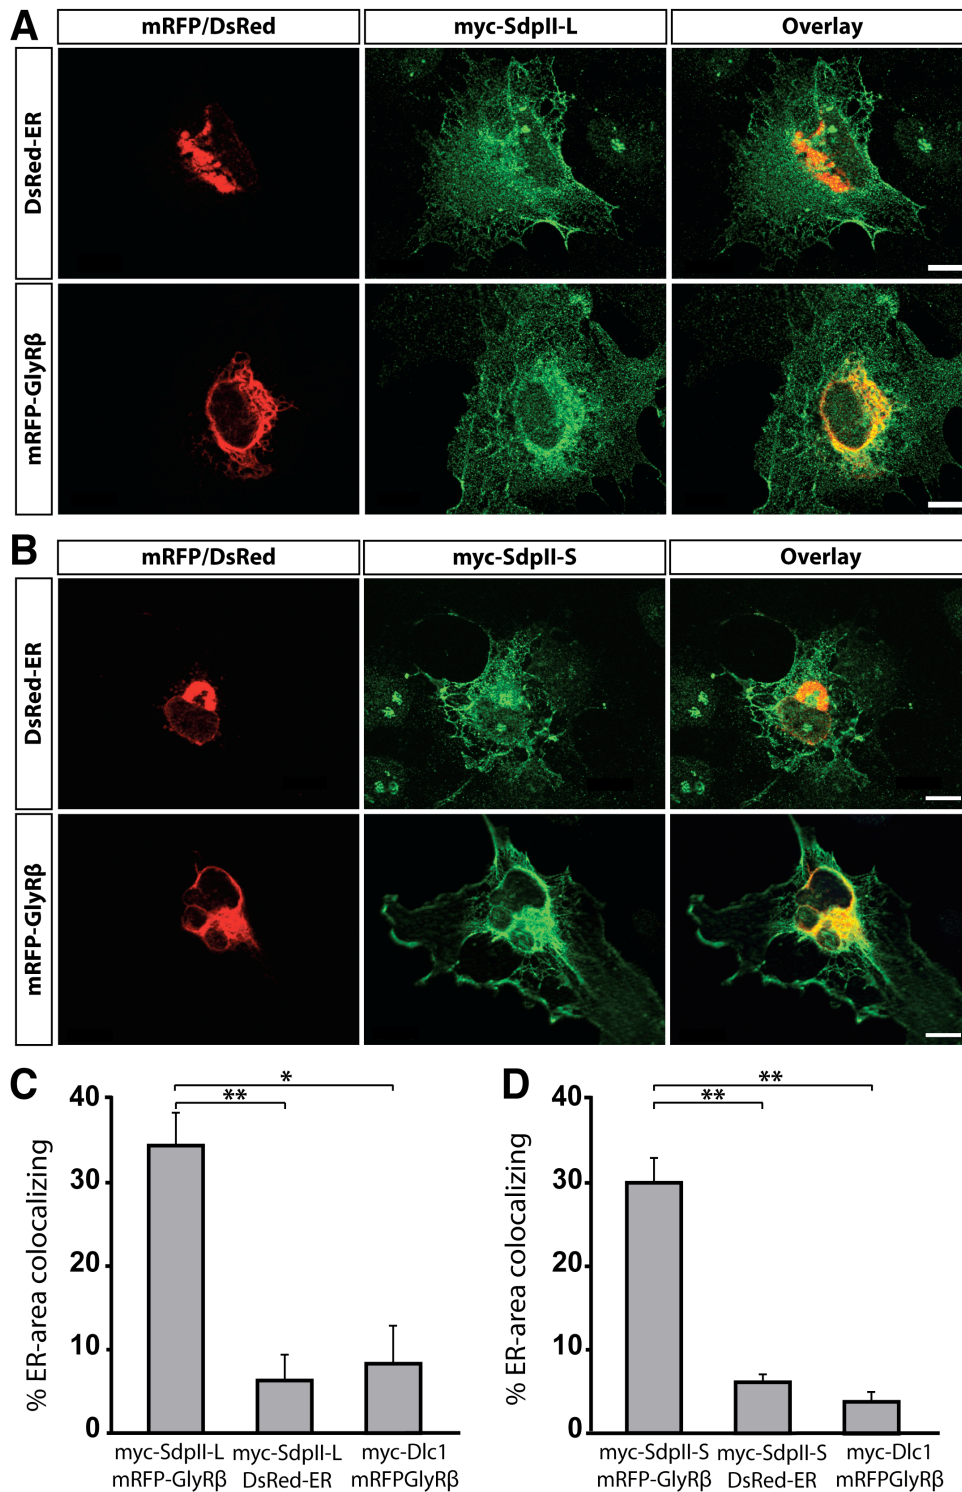 A
mRFP/DsRed
myc-SdpII-L
Overlay
DsRed-ER
mRFP-GlyRβ
B
mRFP/DsRed
myc-SdpII-S
Overlay
DsRed-ER
mRFP-GlyRβ
C
% ER-area colocalizing
40
30
20
10
0
*
**
myc-SdpII-L
mRFP-GlyRβ
myc-SdpII-L
DsRed-ER
myc-Dlc1
mRFPGlyRβ
D
% ER-area colocalizing
40
30
20
10
0
**
**
myc-SdpII-S
mRFP-GlyRβ
myc-SdpII-S
DsRed-ER
myc-Dlc1
mRFPGlyRβ